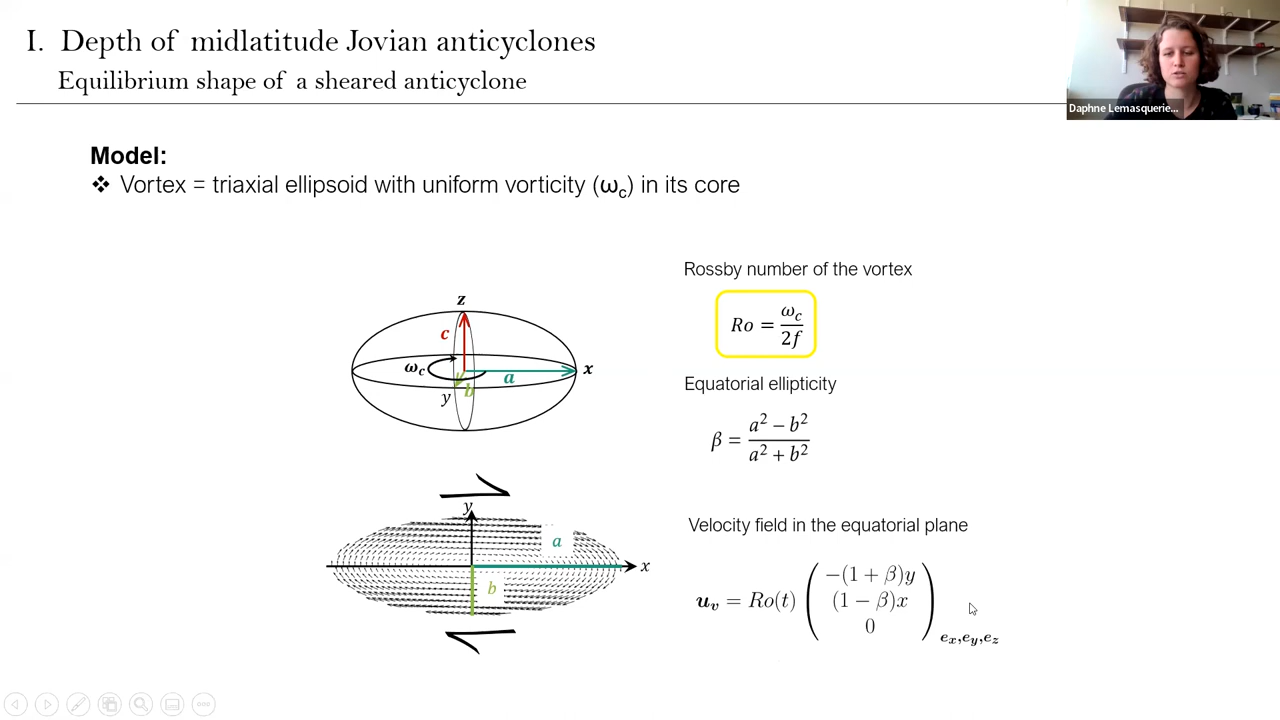 I. Depth of midlatitude Jovian anticyclones
Equilibrium shape of a sheared anticyclone
Daphne Lemasquerie...
Model:
❖ Vortex = triaxial ellipsoid with uniform vorticity (ω_c) in its core
Rossby number of the vortex
Ro = ω_c / 2f
z
c
ω_c
a
x
b
y
Equatorial ellipticity
β = (a² − b²) / (a² + b²)
y
a
x
b
Velocity field in the equatorial plane
u_v = Ro(t) ( −(1 + β)y
(1 − β)x
0 ) e_x,e_y,e_z